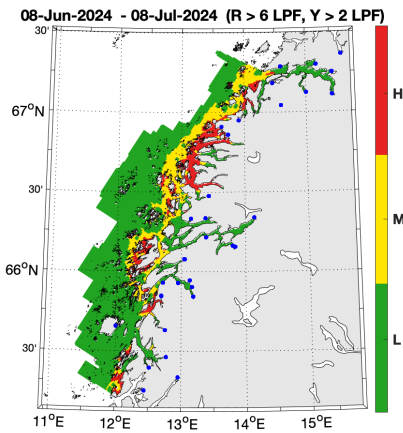 08-Jun-2024 - 08-Jul-2024 (R > 6 LPF, Y > 2 LPF)
30'
H
67°N
30'
M
66°N
L
30'
11°E 12°E 13°E 14°E 15°E